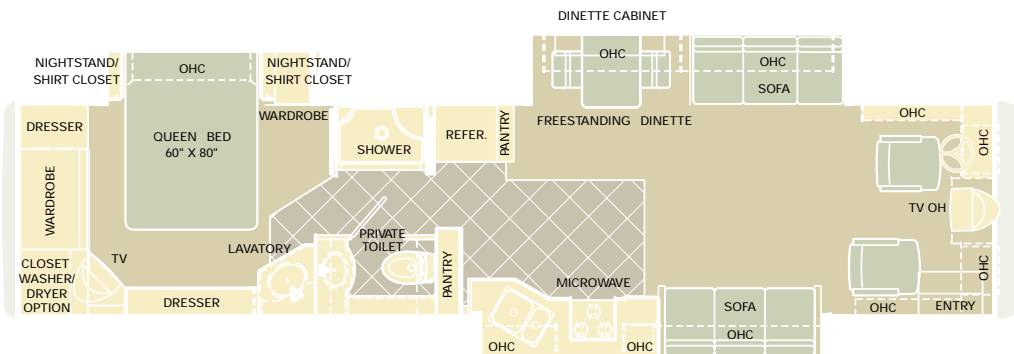 DINETTE CABINET
NIGHTSTAND/
SHIRT CLOSET
OHC
NIGHTSTAND/
SHIRT CLOSET
OHC
OHC
SOFA
DRESSER
QUEEN BED
60" X 80"
WARDROBE
SHOWER
REFER.
PANTRY
FREESTANDING DINETTE
OHC
OHC
WARDROBE
TV OH
LAVATORY
PRIVATE
TOILET
TV
CLOSET
WASHER/
DRYER
OPTION
DRESSER
PANTRY
MICROWAVE
OHC
SOFA
OHC
ENTRY
OHC
OHC
OHC